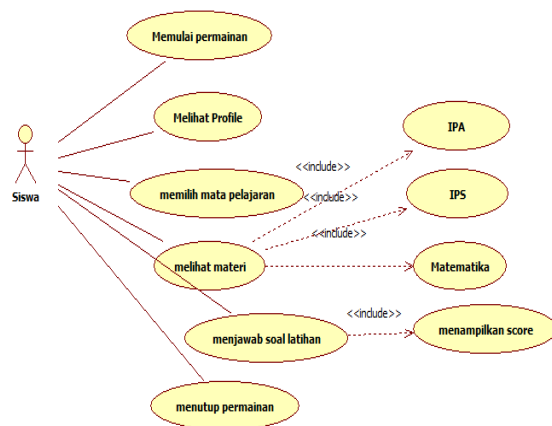 Memulai permainan
Melihat Profile
IPA
<<include>>
Siswa
memilih mata pelajaran
<<include>>
IPS
<<include>>
melihat materi
Matematika
<<include>>
menjawab soal latihan
menampilkan score
menutup permainan